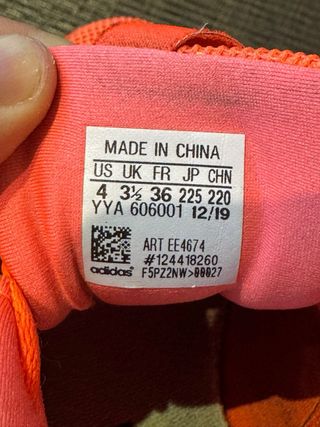 MADE IN CHINA
US UK FR JP CHN
4 3½ 36 225 220
YYA 606001 12/19
ART EE4674
#124418260
adidas® F5PZ2NW>00027